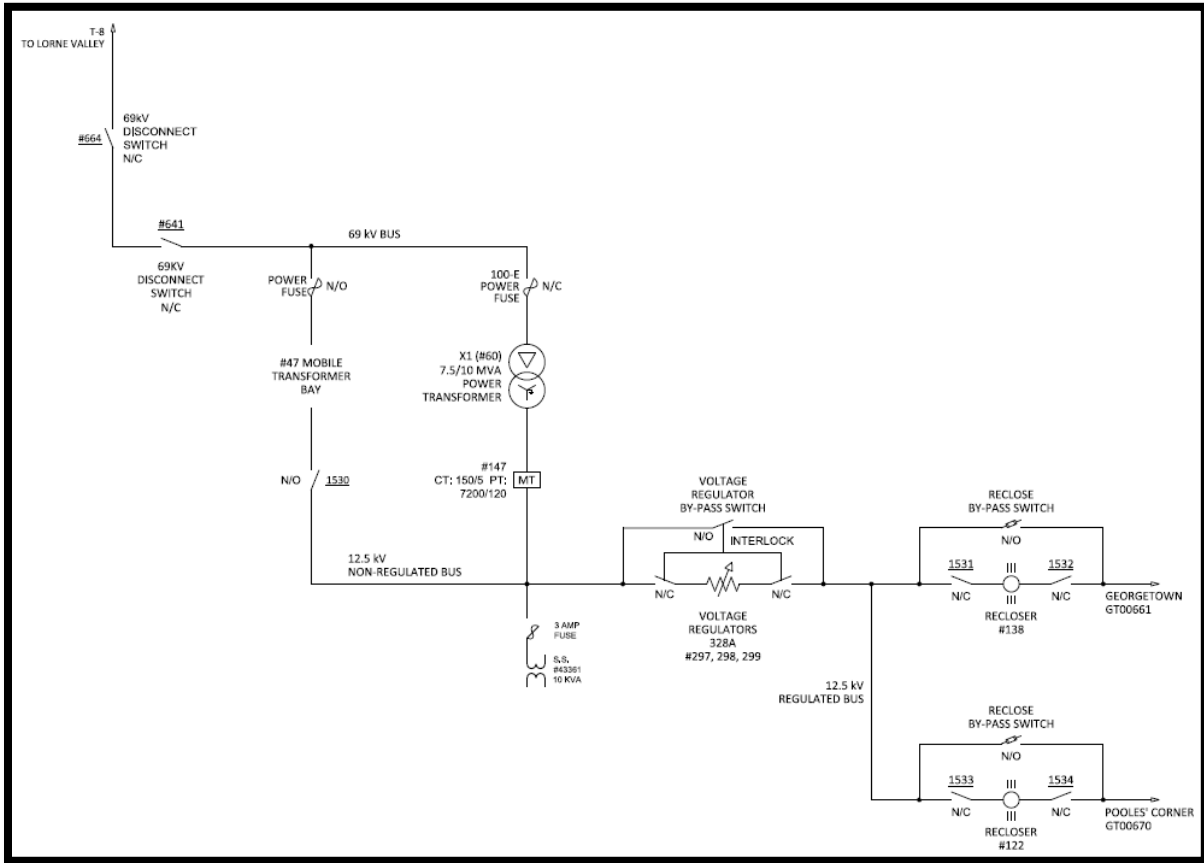 T-8
TO LORNE VALLEY
#664
69kV
DISCONNECT
SWITCH
N/C
#641
69KV
DISCONNECT
SWITCH
N/C
69 kV BUS
POWER
FUSE
N/O
100-E
POWER
FUSE
N/C
#47 MOBILE
TRANSFORMER
BAY
X1 (#60)
7.5/10 MVA
POWER
TRANSFORMER
N/O
1530
#147
CT: 150/5 PT:
7200/120
MT
12.5 kV
NON-REGULATED BUS
3 AMP
FUSE
S.S.
#43361
10 KVA
VOLTAGE
REGULATOR
BY-PASS SWITCH
N/O
INTERLOCK
N/C
N/C
VOLTAGE
REGULATORS
328A
#297, 298, 299
RECLOSE
BY-PASS SWITCH
N/O
1531
1532
N/C
N/C
RECLOSER
#138
GEORGETOWN
GT00661
12.5 kV
REGULATED BUS
RECLOSE
BY-PASS SWITCH
N/O
1533
1534
N/C
N/C
RECLOSER
#122
POOLES' CORNER
GT00670